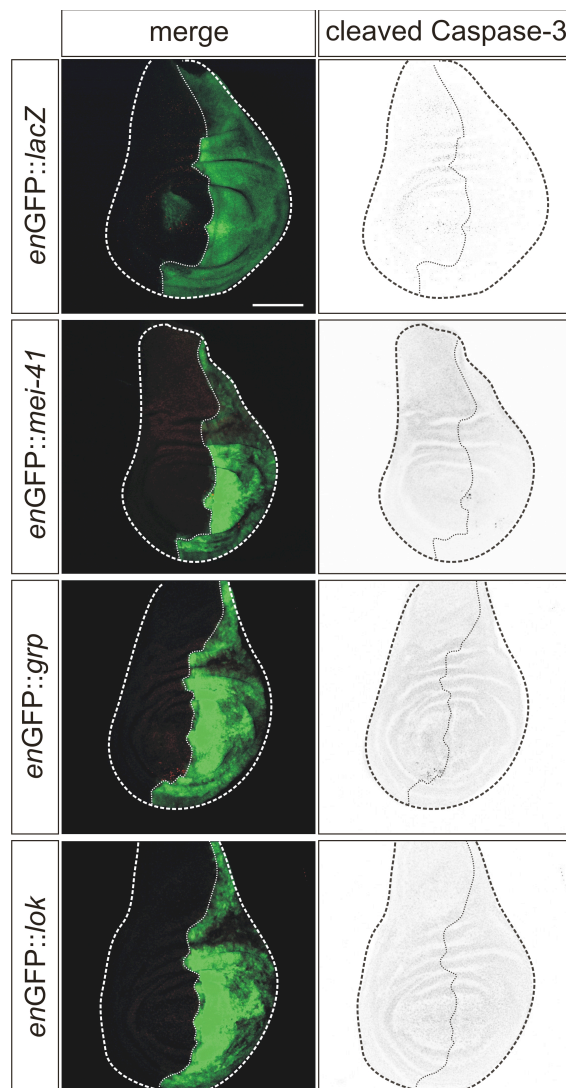 merge
cleaved Caspase-3
enGFP::lacZ
enGFP::mei-41
enGFP::grp
enGFP::lok